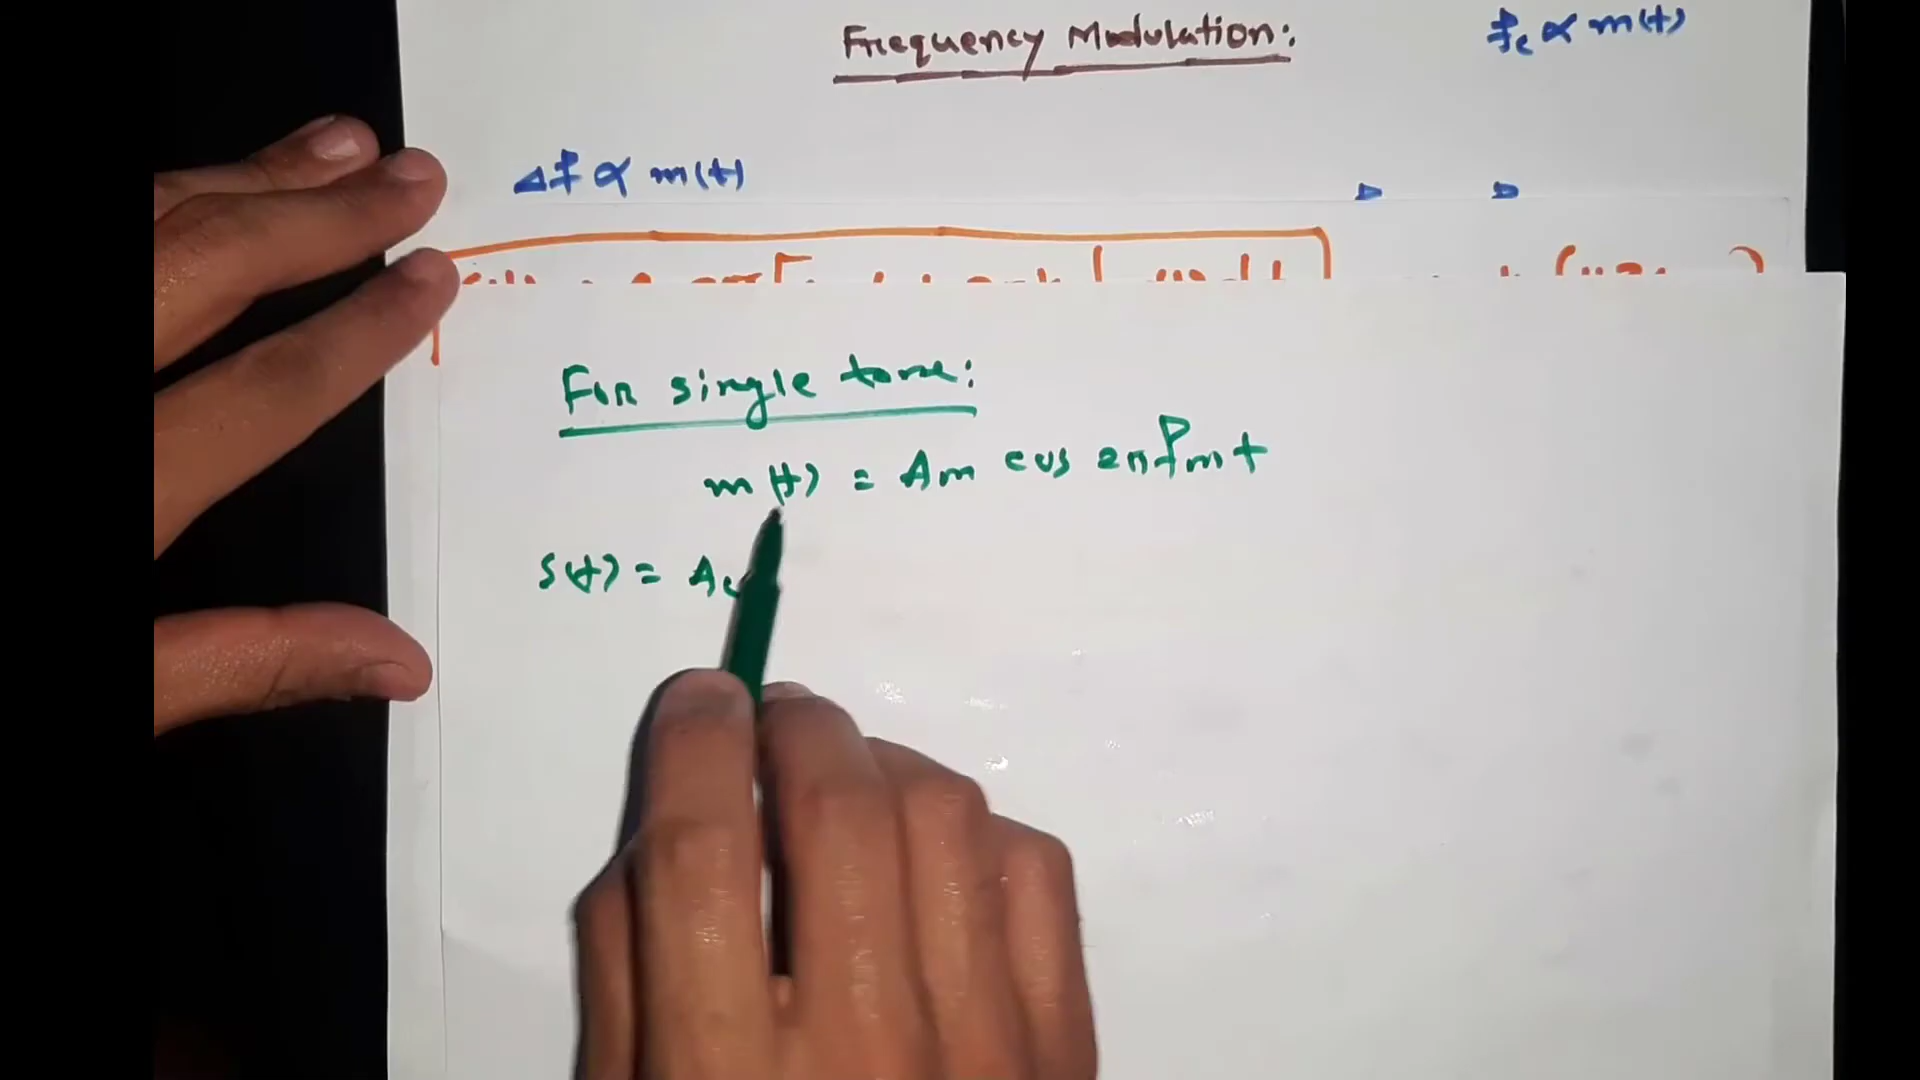 Frequency Modulation:
fc ∝ m(t)
Δf ∝ m(t)
For single tone:
m(t) = Am cos 2πfmt
s(t) = Ac